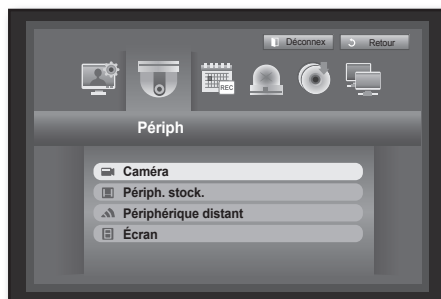 Déconnex Retour
REC
Périph
Caméra
Périph. stock.
Périphérique distant
Écran